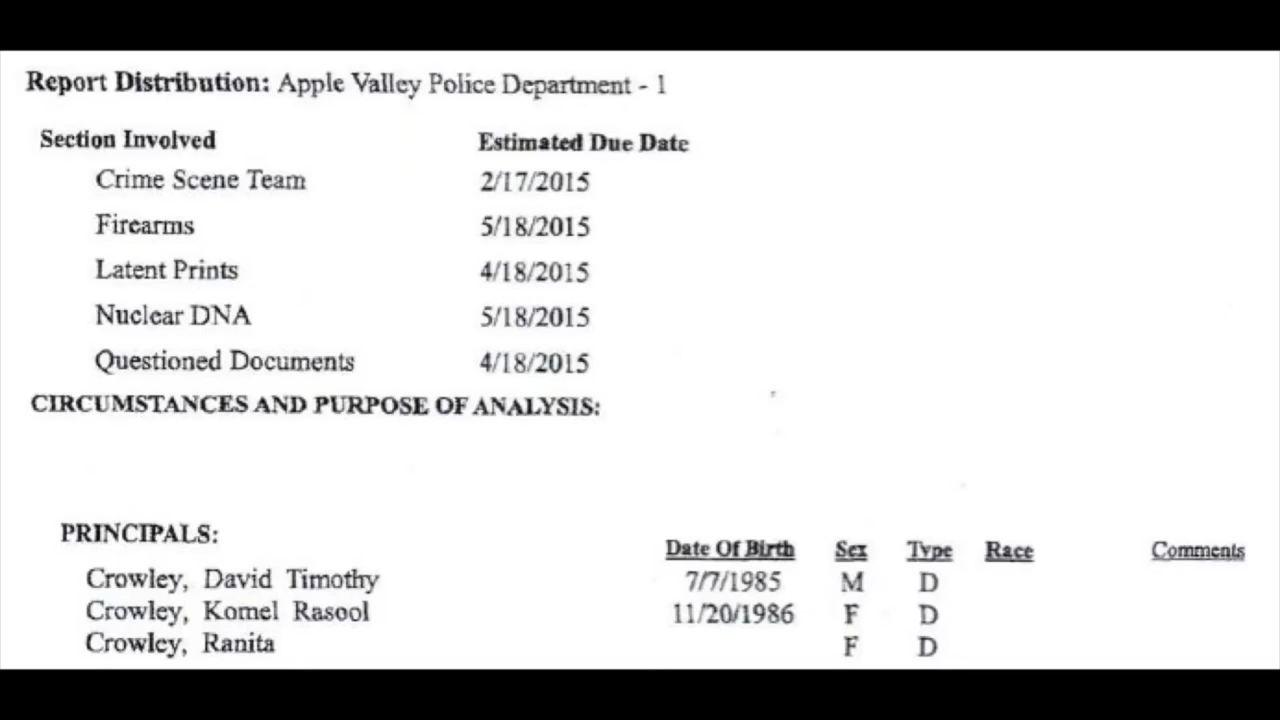 Report Distribution: Apple Valley Police Department - 1
Section Involved Estimated Due Date
Crime Scene Team 2/17/2015
Firearms 5/18/2015
Latent Prints 4/18/2015
Nuclear DNA 5/18/2015
Questioned Documents 4/18/2015
CIRCUMSTANCES AND PURPOSE OF ANALYSIS:
PRINCIPALS:
Date Of Birth Sex Type Race Comments
Crowley, David Timothy 7/7/1985 M D
Crowley, Komel Rasool 11/20/1986 F D
Crowley, Ranita F D